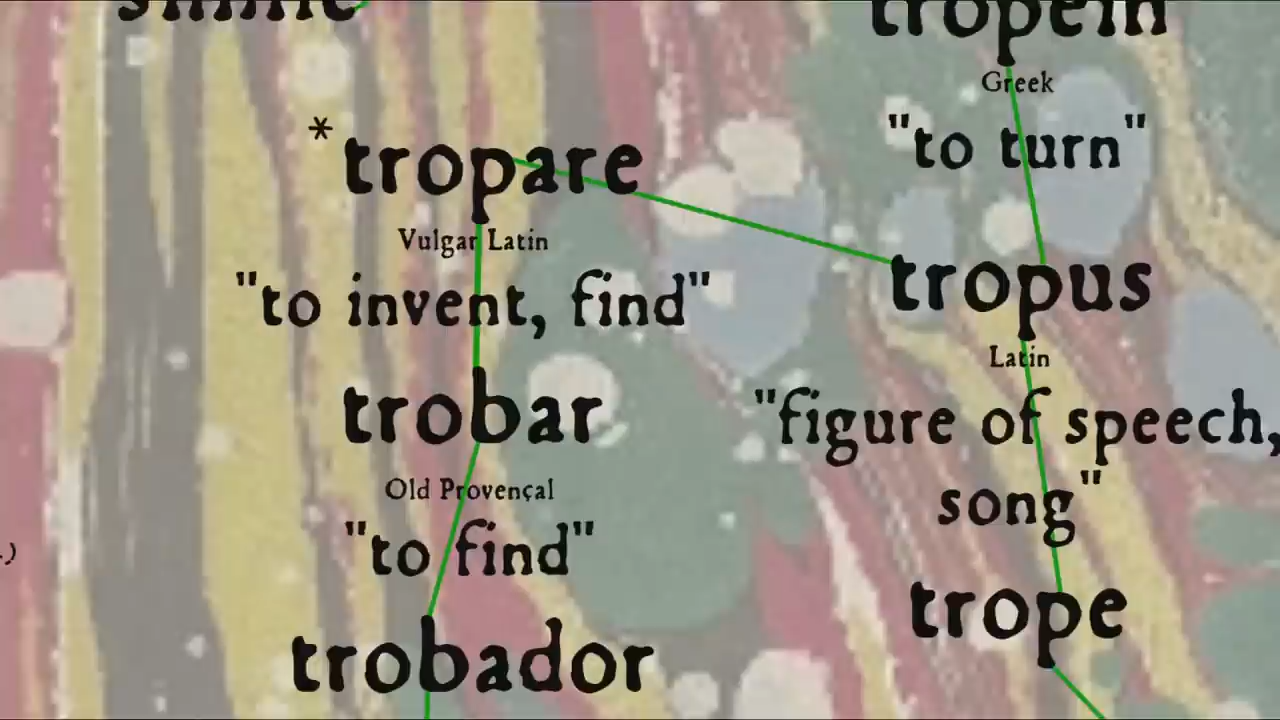 tropein
Greek
"to turn"
*tropare
Vulgar Latin
"to invent, find"
tropus
Latin
"figure of speech,
song"
trobar
Old Provençal
"to find"
trope
trobador